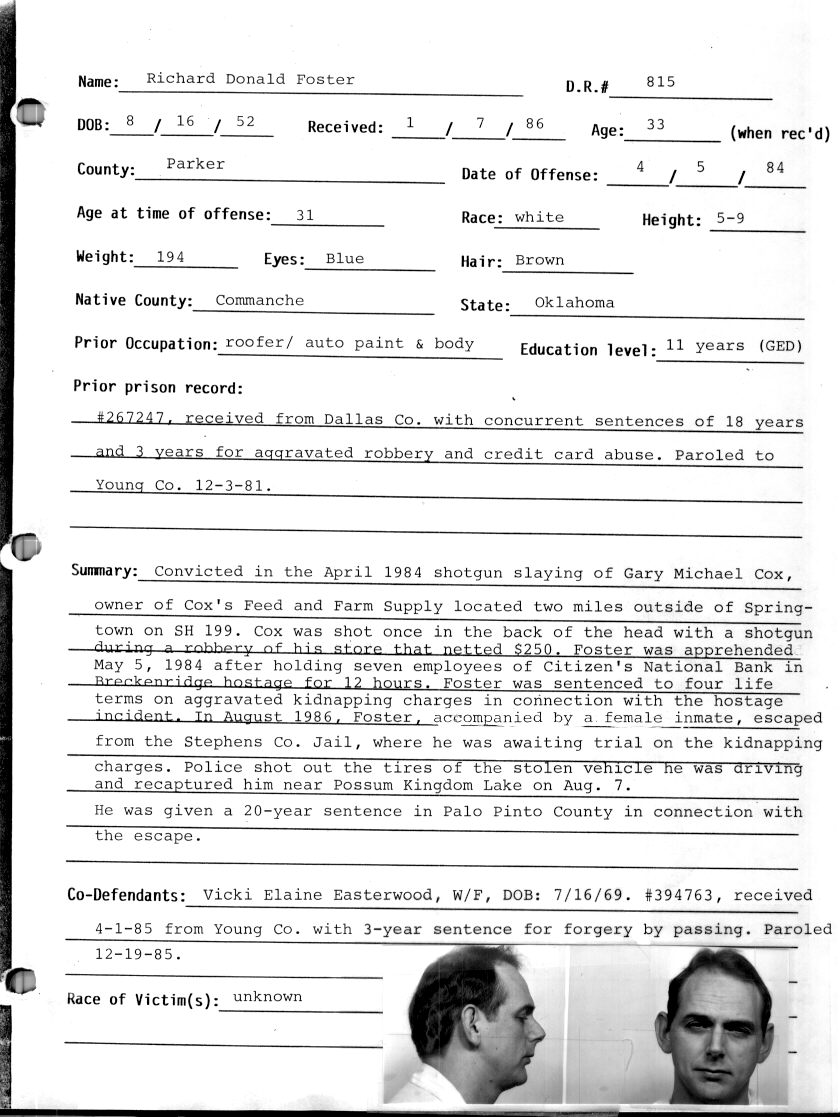 Name: Richard Donald Foster D.R.# 815
DOB: 8 / 16 / 52 Received: 1 / 7 / 86 Age: 33 (when rec'd)
County: Parker Date of Offense: 4 / 5 / 84
Age at time of offense: 31 Race: white Height: 5-9
Weight: 194 Eyes: Blue Hair: Brown
Native County: Commanche State: Oklahoma
Prior Occupation: roofer/ auto paint & body Education level: 11 years (GED)
Prior prison record:
#267247, received from Dallas Co. with concurrent sentences of 18 years
and 3 years for aggravated robbery and credit card abuse. Paroled to
Young Co. 12-3-81.
Summary: Convicted in the April 1984 shotgun slaying of Gary Michael Cox,
owner of Cox's Feed and Farm Supply located two miles outside of Spring-
town on SH 199. Cox was shot once in the back of the head with a shotgun
during a robbery of his store that netted $250. Foster was apprehended
May 5, 1984 after holding seven employees of Citizen's National Bank in
Breckenridge hostage for 12 hours. Foster was sentenced to four life
terms on aggravated kidnapping charges in connection with the hostage
incident. In August 1986, Foster, accompanied by a female inmate, escaped
from the Stephens Co. Jail, where he was awaiting trial on the kidnapping
charges. Police shot out the tires of the stolen vehicle he was driving
and recaptured him near Possum Kingdom Lake on Aug. 7.
He was given a 20-year sentence in Palo Pinto County in connection with
the escape.
Co-Defendants: Vicki Elaine Easterwood, W/F, DOB: 7/16/69. #394763, received
4-1-85 from Young Co. with 3-year sentence for forgery by passing. Paroled
12-19-85.
Race of Victim(s): unknown